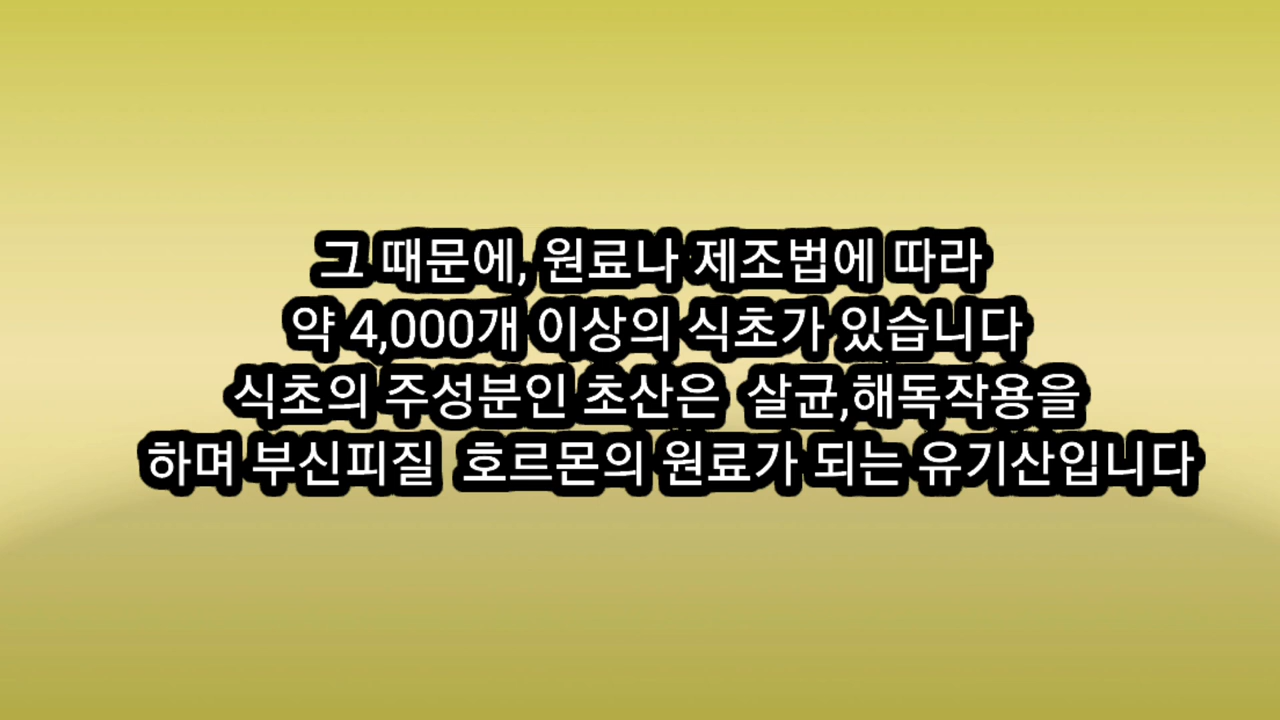 그 때문에, 원료나 제조법에 따라
약 4,000개 이상의 식초가 있습니다
식초의 주성분인 초산은 살균,해독작용을
하며 부신피질 호르몬의 원료가 되는 유기산입니다